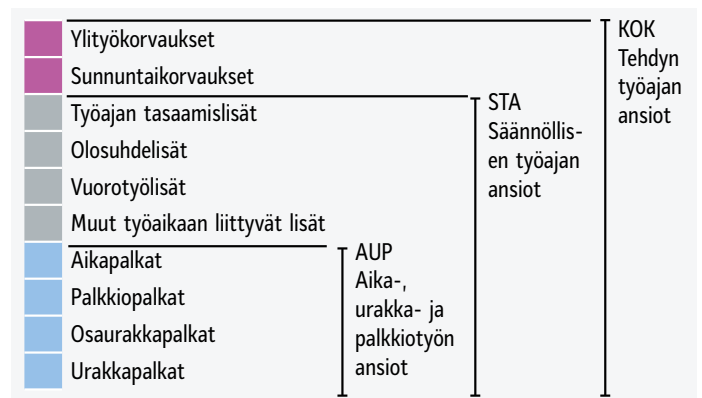 Ylityökorvaukset
Sunnuntaikorvaukset
Työajan tasaamislisät
Olosuhdelisät
Vuorotyölisät
Muut työaikaan liittyvät lisät
Aikapalkat
Palkkiopalkat
Osaurakkapalkat
Urakkapalkat
AUP
Aika-,
urakka- ja
palkkiotyön
ansiot
STA
Säännöllis-
en työajan
ansiot
KOK
Tehdyn
työajan
ansiot